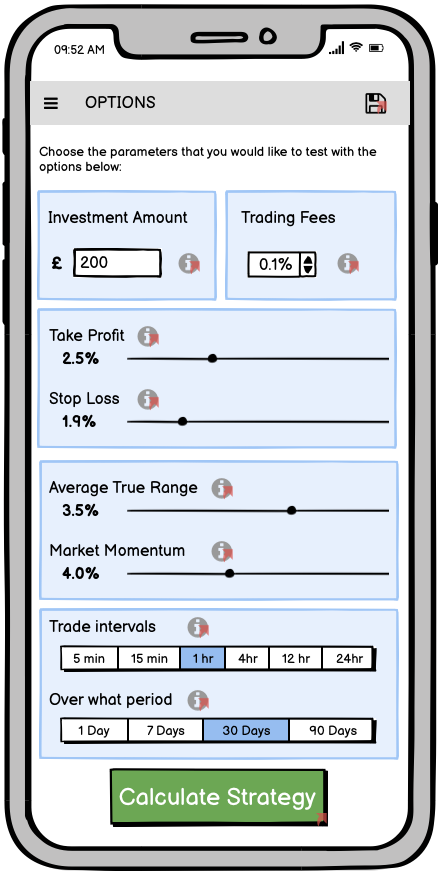 09:52 AM
OPTIONS
Choose the parameters that you would like to test with the
options below:
Investment Amount
Trading Fees
£ 200
0.1%
Take Profit
2.5%
Stop Loss
1.9%
Average True Range
3.5%
Market Momentum
4.0%
Trade intervals
5 min 15 min 1 hr 4hr 12 hr 24hr
Over what period
1 Day 7 Days 30 Days 90 Days
Calculate Strategy